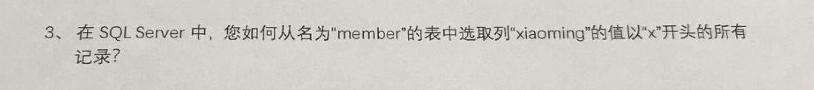 3、 在 SQL Server 中，您如何从名为“member”的表中选取列“xiaoming”的值以“x”开头的所有
记录？